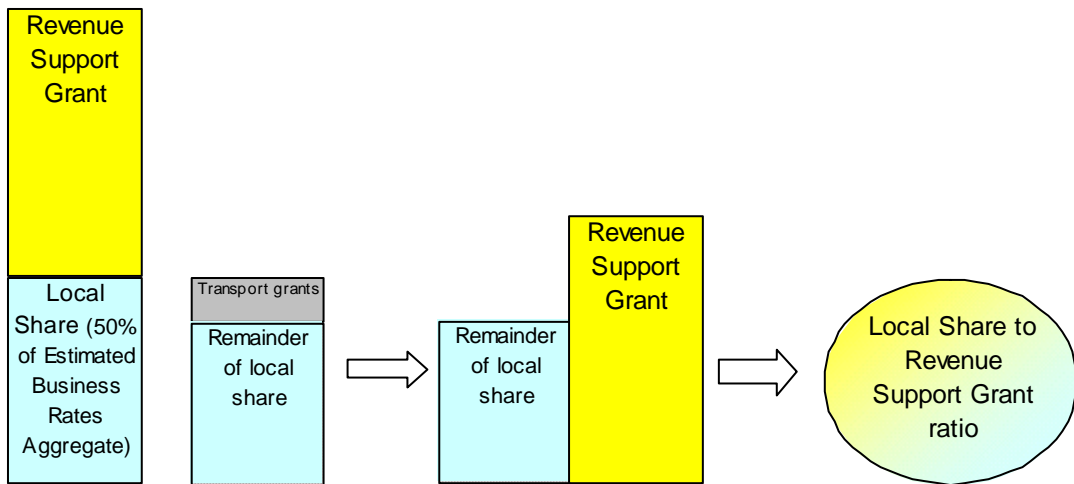 Revenue
Support
Grant
Local
Share (50%
of Estimated
Business
Rates
Aggregate)
Transport grants
Remainder
of local
share
Remainder
of local
share
Revenue
Support
Grant
Local Share to
Revenue
Support Grant
ratio